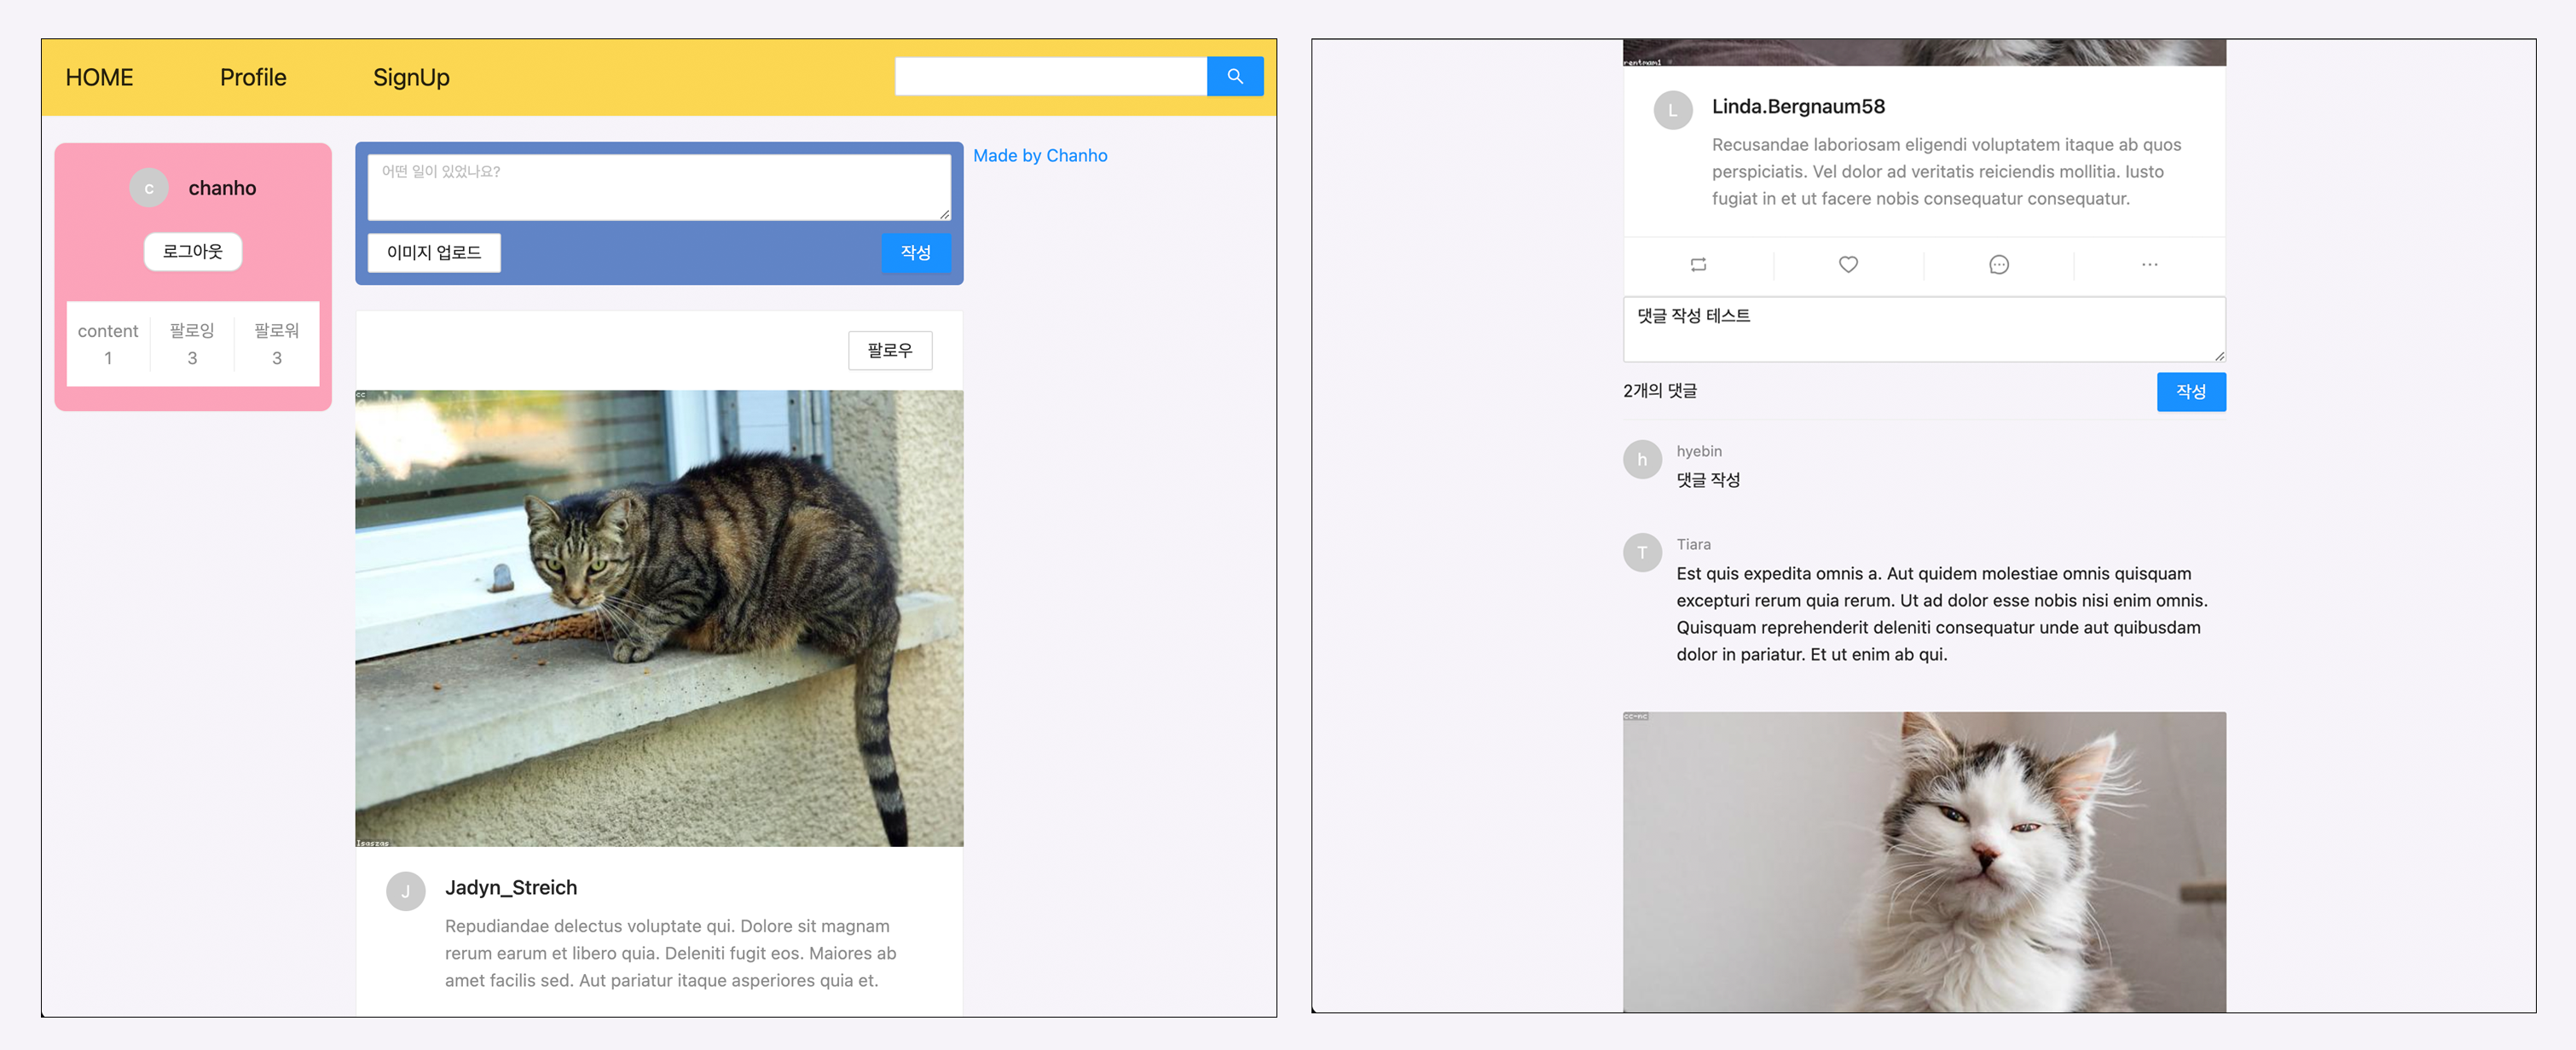 HOME Profile SignUp
c chanho
로그아웃
content 팔로잉 팔로워
1 3 3
어떤 일이 있었나요?
이미지 업로드 작성
Made by Chanho
팔로우
cc
lsaszas
J Jadyn_Streich
Repudiandae delectus voluptate qui. Dolore sit magnam
rerum earum et libero quia. Deleniti fugit eos. Maiores ab
amet facilis sed. Aut pariatur itaque asperiores quia et.
rentmam1
L Linda.Bergnaum58
Recusandae laboriosam eligendi voluptatem itaque ab quos
perspiciatis. Vel dolor ad veritatis reiciendis mollitia. Iusto
fugiat in et ut facere nobis consequatur consequatur.
댓글 작성 테스트
2개의 댓글 작성
h hyebin
댓글 작성
T Tiara
Est quis expedita omnis a. Aut quidem molestiae omnis quisquam
excepturi rerum quia rerum. Ut ad dolor esse nobis nisi enim omnis.
Quisquam reprehenderit deleniti consequatur unde aut quibusdam
dolor in pariatur. Et ut enim ab qui.